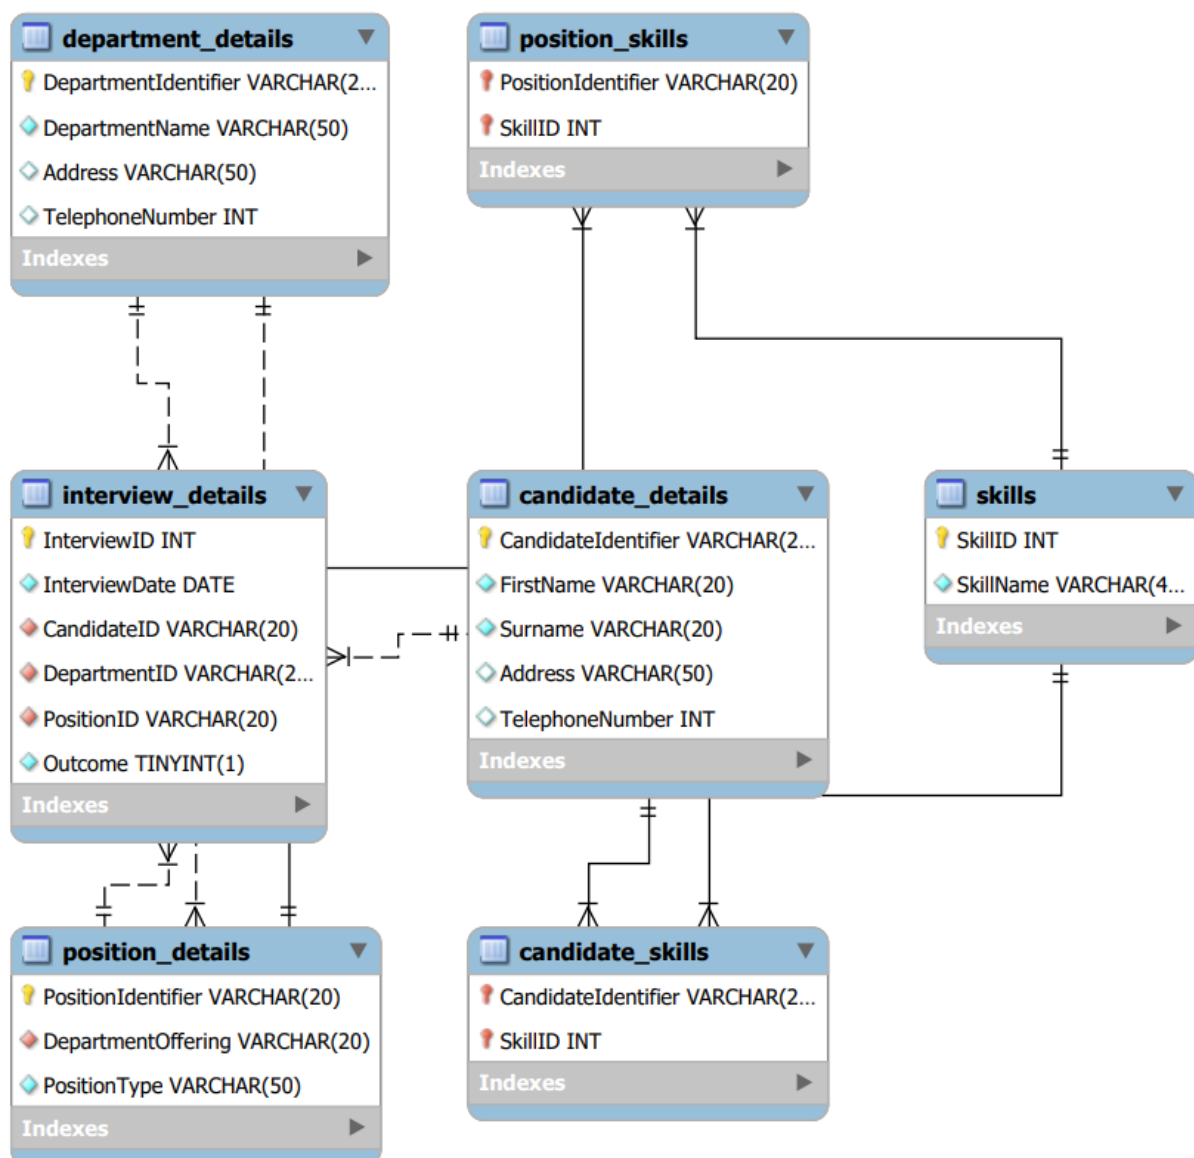 department_details
DepartmentIdentifier VARCHAR(2...
DepartmentName VARCHAR(50)
Address VARCHAR(50)
TelephoneNumber INT
Indexes
position_skills
PositionIdentifier VARCHAR(20)
SkillID INT
Indexes
interview_details
InterviewID INT
InterviewDate DATE
CandidateID VARCHAR(20)
DepartmentID VARCHAR(2...
PositionID VARCHAR(20)
Outcome TINYINT(1)
Indexes
candidate_details
CandidateIdentifier VARCHAR(2...
FirstName VARCHAR(20)
Surname VARCHAR(20)
Address VARCHAR(50)
TelephoneNumber INT
Indexes
skills
SkillID INT
SkillName VARCHAR(4...
Indexes
position_details
PositionIdentifier VARCHAR(20)
DepartmentOffering VARCHAR(20)
PositionType VARCHAR(50)
Indexes
candidate_skills
CandidateIdentifier VARCHAR(2...
SkillID INT
Indexes